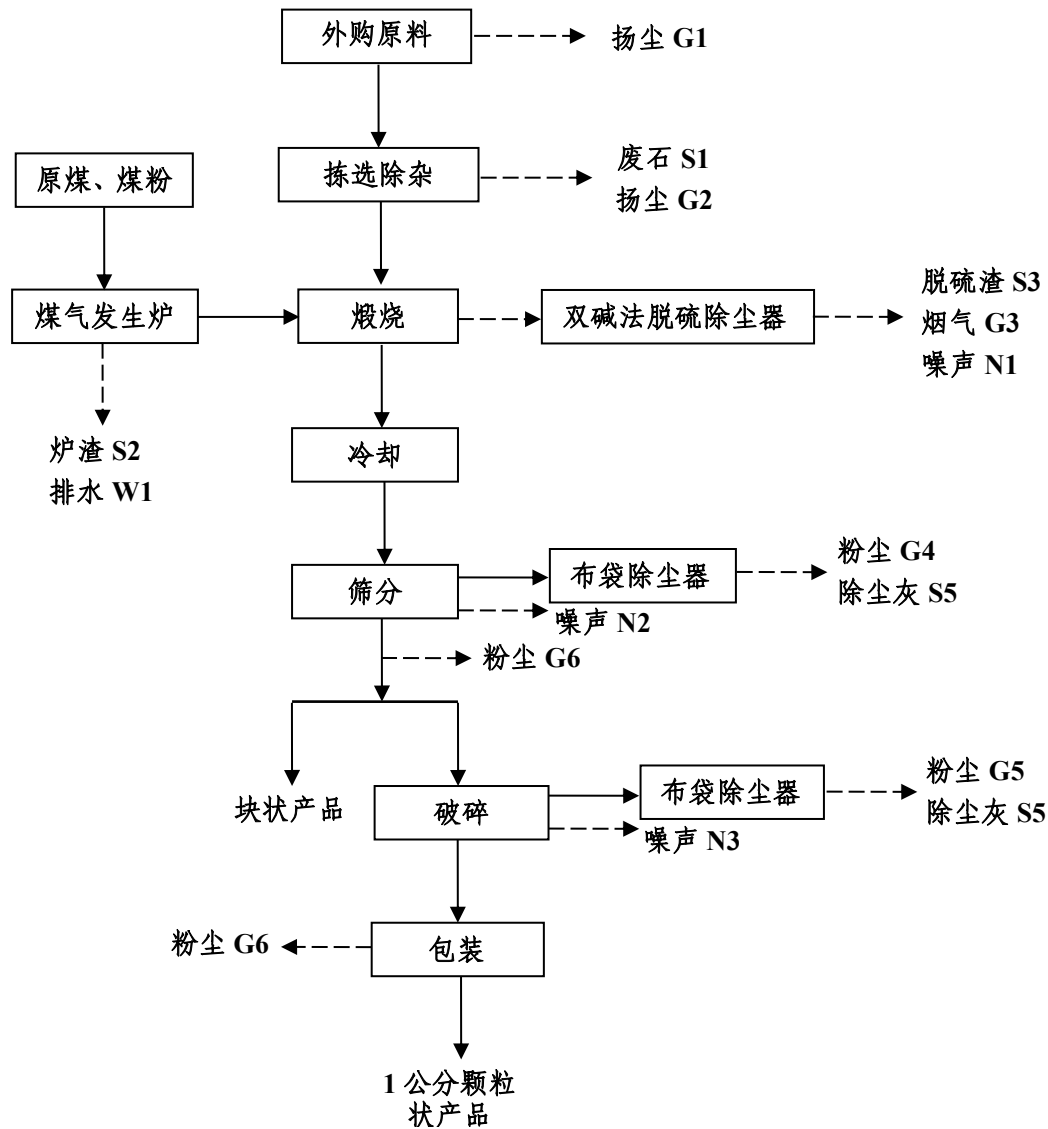 外购原料
扬尘 G1
原煤、煤粉
拣选除杂
废石 S1
扬尘 G2
煤气发生炉
煅烧
双碱法脱硫除尘器
脱硫渣 S3
烟气 G3
噪声 N1
炉渣 S2
排水 W1
冷却
筛分
布袋除尘器
粉尘 G4
除尘灰 S5
噪声 N2
粉尘 G6
块状产品
破碎
布袋除尘器
粉尘 G5
除尘灰 S5
噪声 N3
粉尘 G6
包装
1 公分颗粒
状产品